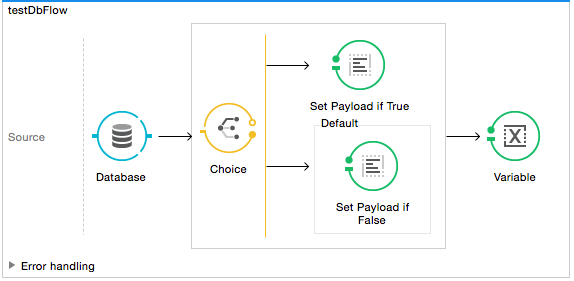 testDbFlow
Source
Database
Choice
Set Payload if True
Default
Set Payload if
False
Variable
Error handling